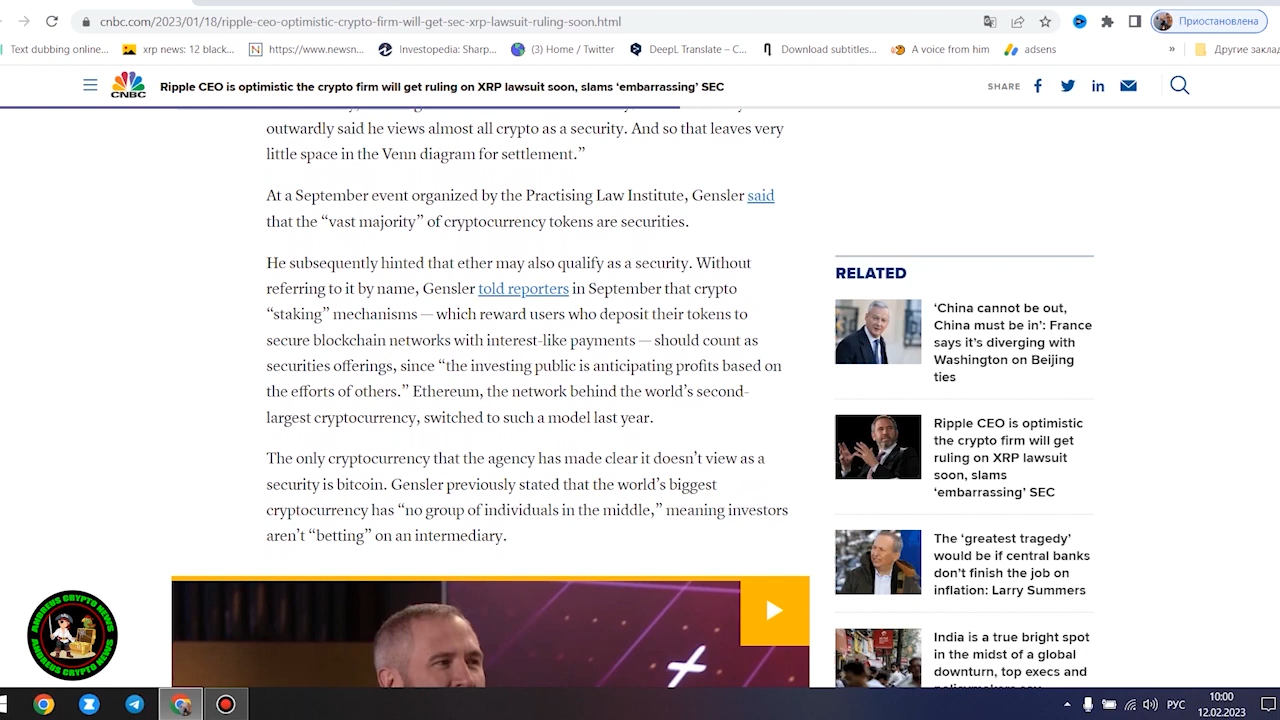 cnbc.com/2023/01/18/ripple-ceo-optimistic-crypto-firm-will-get-sec-xrp-lawsuit-ruling-soon.html
Приостановлена
Text dubbing online...
xrp news: 12 black...
https://www.newsn...
Investopedia: Sharp...
(3) Home / Twitter
DeepL Translate – C...
Download subtitles...
A voice from him
adsens
»
Другие закла
CNBC
Ripple CEO is optimistic the crypto firm will get ruling on XRP lawsuit soon, slams ‘embarrassing’ SEC
SHARE
outwardly said he views almost all crypto as a security. And so that leaves very
little space in the Venn diagram for settlement.”
At a September event organized by the Practising Law Institute, Gensler said
that the “vast majority” of cryptocurrency tokens are securities.
He subsequently hinted that ether may also qualify as a security. Without
referring to it by name, Gensler told reporters in September that crypto
“staking” mechanisms — which reward users who deposit their tokens to
secure blockchain networks with interest-like payments — should count as
securities offerings, since “the investing public is anticipating profits based on
the efforts of others.” Ethereum, the network behind the world’s second-
largest cryptocurrency, switched to such a model last year.
The only cryptocurrency that the agency has made clear it doesn’t view as a
security is bitcoin. Gensler previously stated that the world’s biggest
cryptocurrency has “no group of individuals in the middle,” meaning investors
aren’t “betting” on an intermediary.
RELATED
‘China cannot be out,
China must be in’: France
says it’s diverging with
Washington on Beijing
ties
Ripple CEO is optimistic
the crypto firm will get
ruling on XRP lawsuit
soon, slams
‘embarrassing’ SEC
The ‘greatest tragedy’
would be if central banks
don’t finish the job on
inflation: Larry Summers
India is a true bright spot
in the midst of a global
downturn, top execs and
ANDREUS CRYPTO NEWS
ANDREUS CRYPTO NEWS
РУС
10:00
12.02.2023